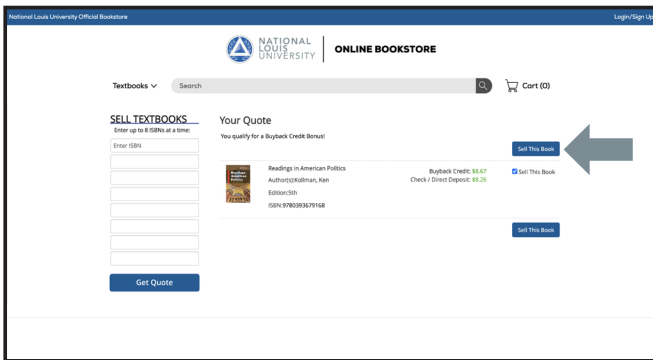 National Louis University Official Bookstore
Login/Sign Up
NATIONAL
LOUIS
UNIVERSITY
ONLINE BOOKSTORE
Textbooks
Search
Cart (0)
SELL TEXTBOOKS
Enter up to 8 ISBNs at a time:
Enter ISBN
Get Quote
Your Quote
You qualify for a Buyback Credit Bonus!
Sell This Book
Readings in American Politics
Author(s):Kollman, Ken
Edition:5th
ISBN:9780393679168
Buyback Credit: $8.67
Check / Direct Deposit: $8.26
Sell This Book
Sell This Book